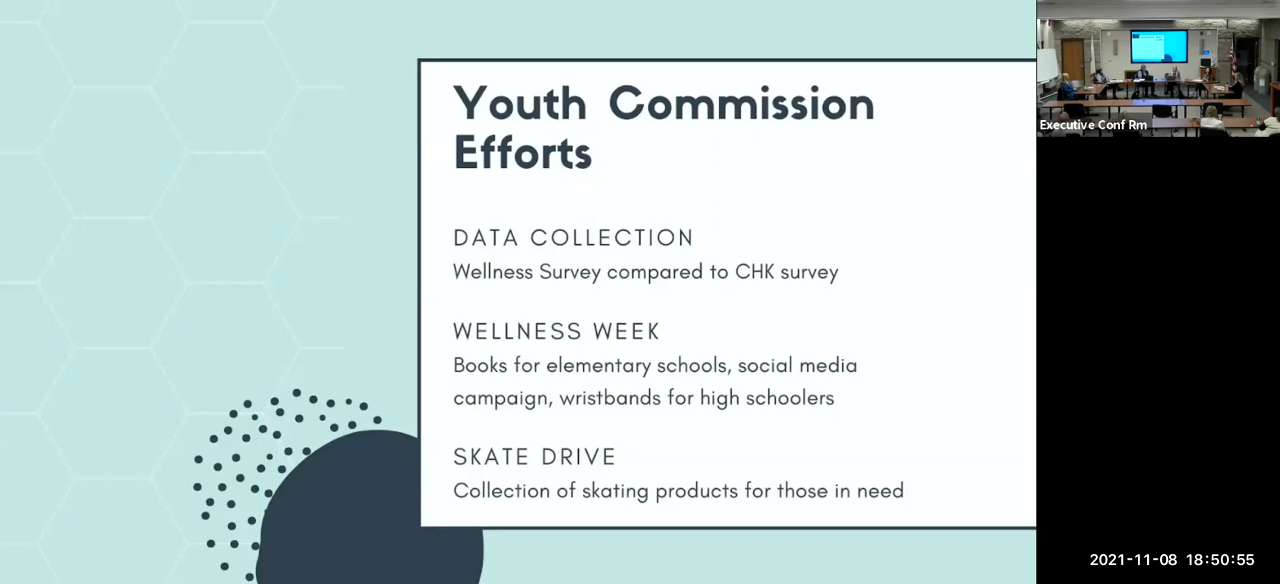 Youth Commission
Efforts
DATA COLLECTION
Wellness Survey compared to CHK survey
WELLNESS WEEK
Books for elementary schools, social media
campaign, wristbands for high schoolers
SKATE DRIVE
Collection of skating products for those in need
Executive Conf Rm
2021-11-08 18:50:55